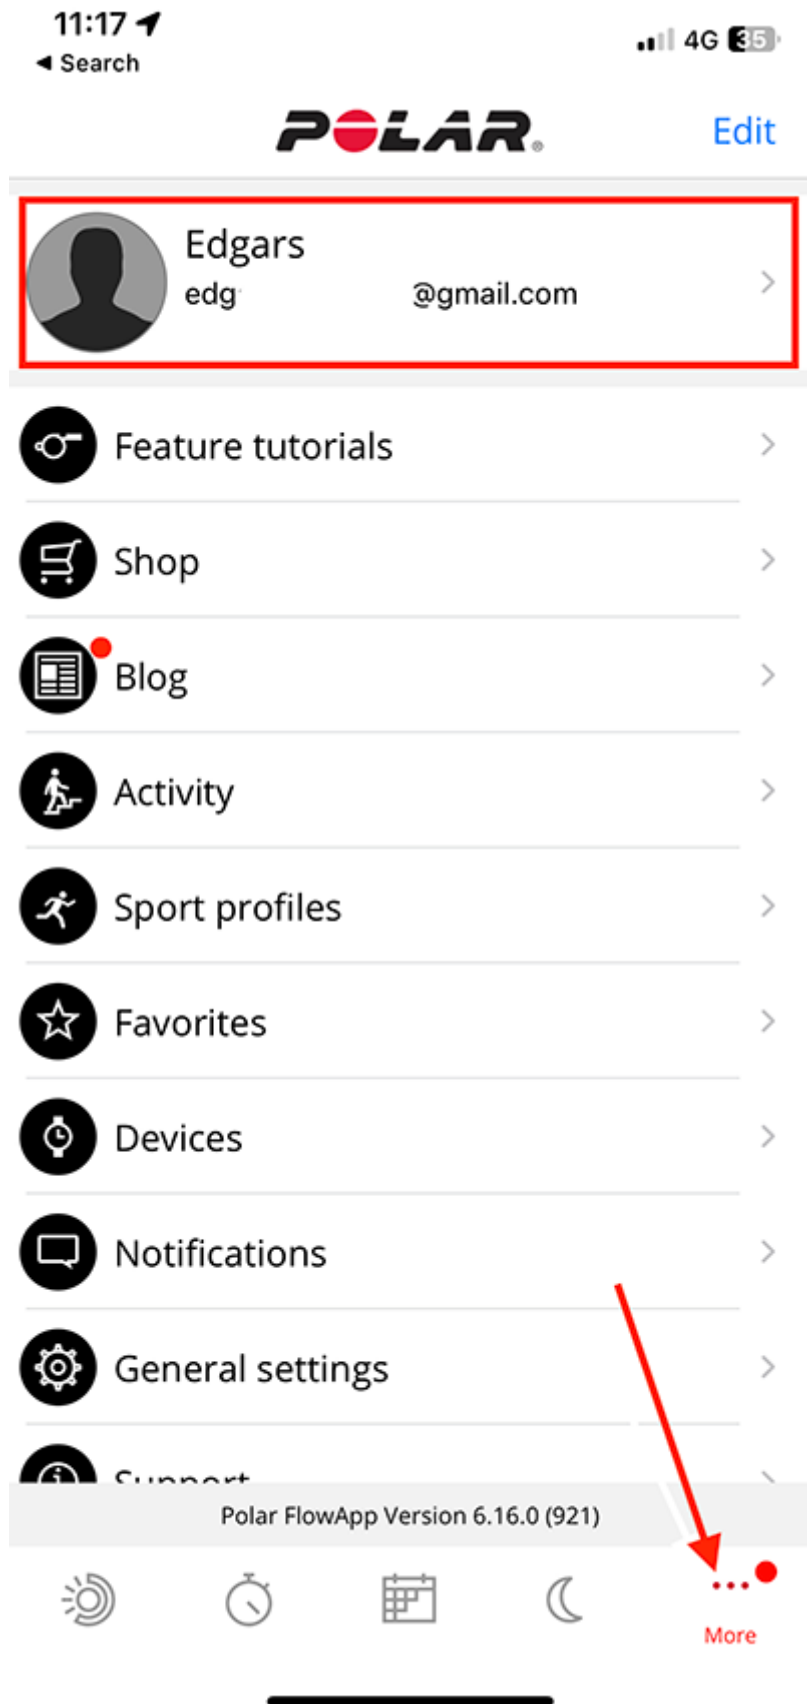 11:17
◀ Search
4G 35
POLAR®
Edit
Edgars
edg @gmail.com
Feature tutorials
Shop
Blog
Activity
Sport profiles
Favorites
Devices
Notifications
General settings
Support
Polar FlowApp Version 6.16.0 (921)
More